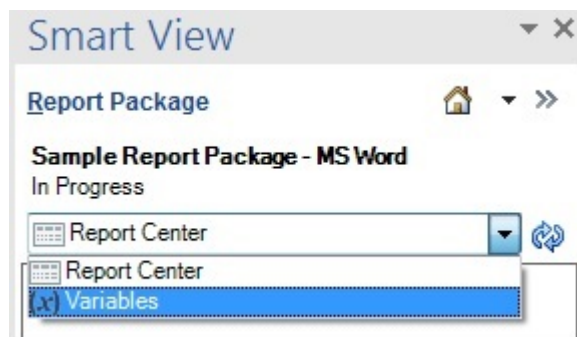 Smart View
Report Package
Sample Report Package - MS Word
In Progress
Report Center
Report Center
(x) Variables